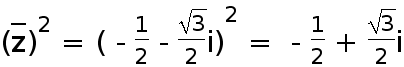 (z̅)² = ( - 1/2 - √3/2 i)² = - 1/2 + √3/2 i